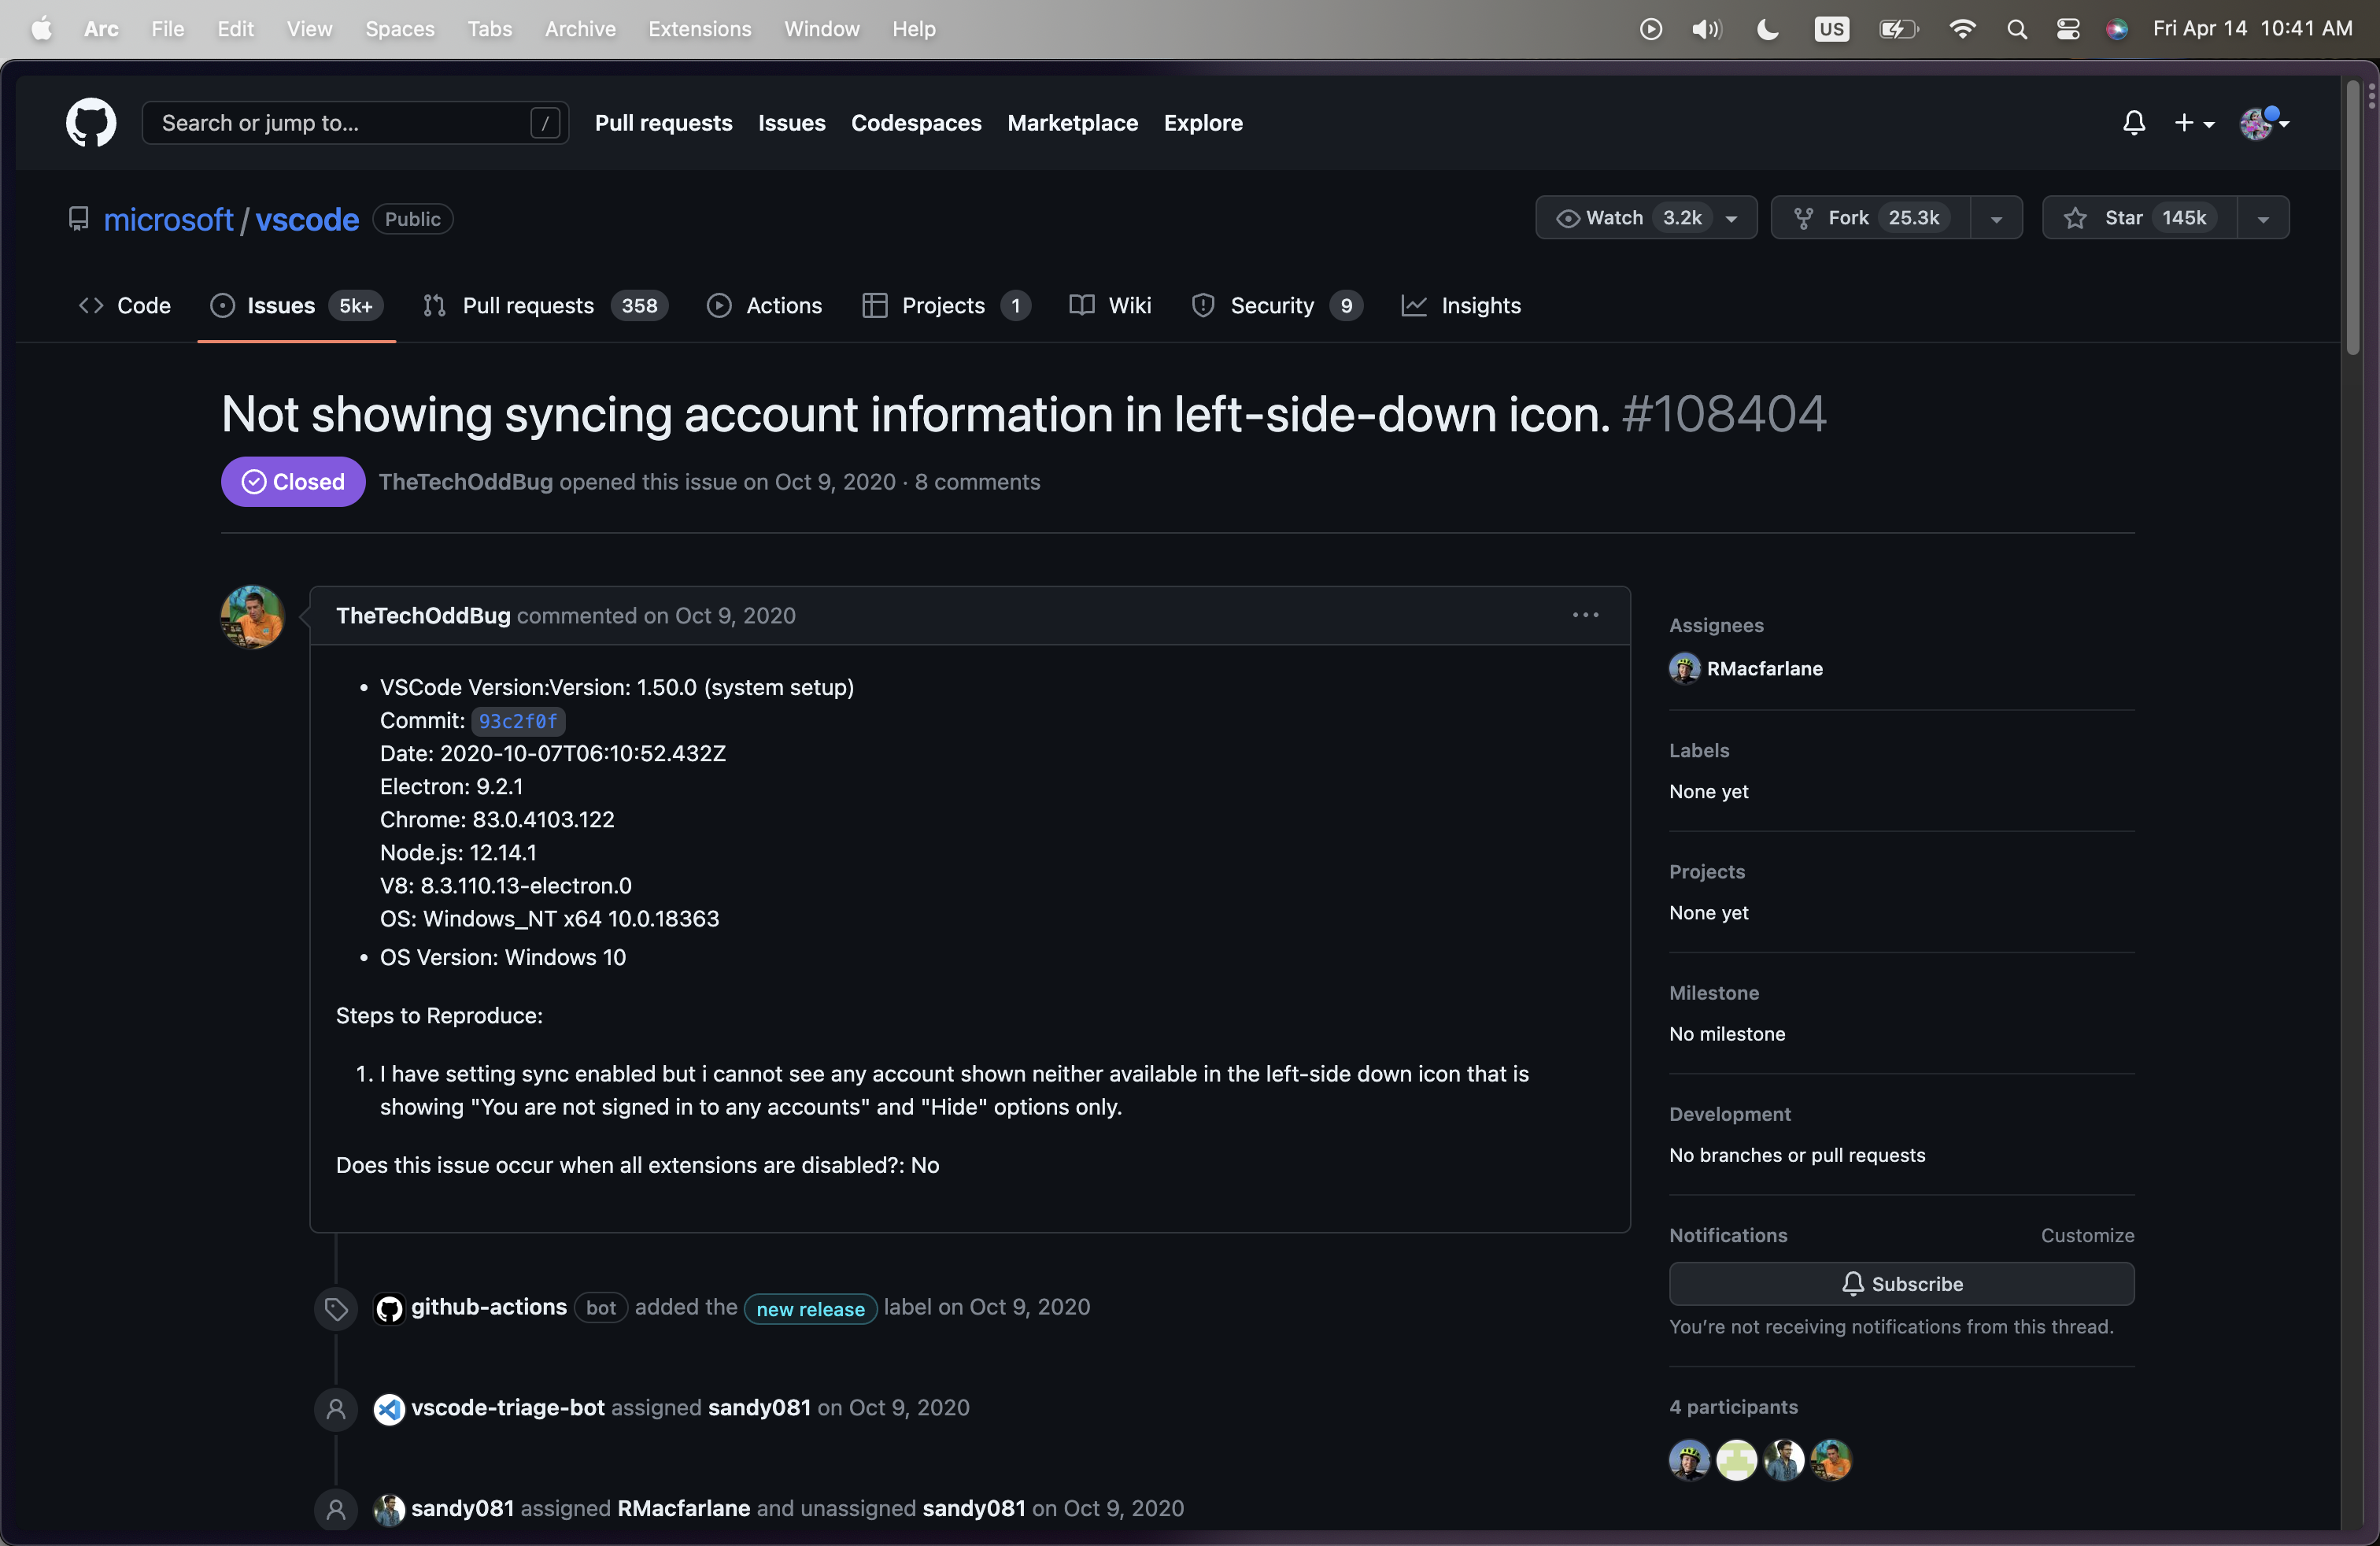 Arc File Edit View Spaces Tabs Archive Extensions Window Help US Fri Apr 14 10:41 AM
Search or jump to... / Pull requests Issues Codespaces Marketplace Explore
microsoft / vscode Public Watch 3.2k Fork 25.3k Star 145k
Code Issues 5k+ Pull requests 358 Actions Projects 1 Wiki Security 9 Insights
Not showing syncing account information in left-side-down icon. #108404
Closed TheTechOddBug opened this issue on Oct 9, 2020 · 8 comments
TheTechOddBug commented on Oct 9, 2020
• VSCode Version:Version: 1.50.0 (system setup)
Commit: 93c2f0f
Date: 2020-10-07T06:10:52.432Z
Electron: 9.2.1
Chrome: 83.0.4103.122
Node.js: 12.14.1
V8: 8.3.110.13-electron.0
OS: Windows_NT x64 10.0.18363
• OS Version: Windows 10
Steps to Reproduce:
1. I have setting sync enabled but i cannot see any account shown neither available in the left-side down icon that is
showing "You are not signed in to any accounts" and "Hide" options only.
Does this issue occur when all extensions are disabled?: No
github-actions bot added the new release label on Oct 9, 2020
vscode-triage-bot assigned sandy081 on Oct 9, 2020
sandy081 assigned RMacfarlane and unassigned sandy081 on Oct 9, 2020
Assignees
RMacfarlane
Labels
None yet
Projects
None yet
Milestone
No milestone
Development
No branches or pull requests
Notifications Customize
Subscribe
You're not receiving notifications from this thread.
4 participants